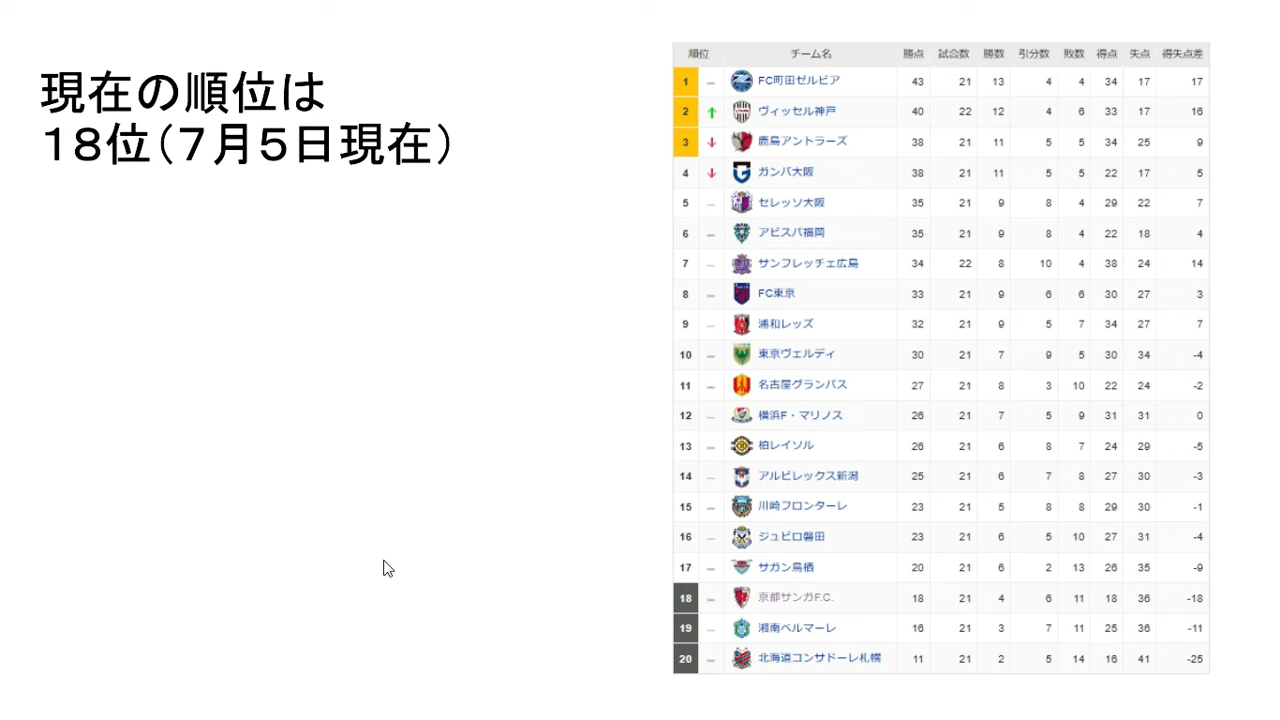 現在の順位は
18位(7月5日現在)
順位 チーム名 勝点 試合数 勝数 引分数 敗数 得点 失点 得失点差
1 – FC町田ゼルビア 43 21 13 4 4 34 17 17
2 ↑ ヴィッセル神戸 40 22 12 4 6 33 17 16
3 ↓ 鹿島アントラーズ 38 21 11 5 5 34 25 9
4 ↓ ガンバ大阪 38 21 11 5 5 22 17 5
5 – セレッソ大阪 35 21 9 8 4 29 22 7
6 – アビスパ福岡 35 21 9 8 4 22 18 4
7 – サンフレッチェ広島 34 22 8 10 4 38 24 14
8 – FC東京 33 21 9 6 6 30 27 3
9 – 浦和レッズ 32 21 9 5 7 34 27 7
10 – 東京ヴェルディ 30 21 7 9 5 30 34 -4
11 – 名古屋グランパス 27 21 8 3 10 22 24 -2
12 – 横浜F・マリノス 26 21 7 5 9 31 31 0
13 – 柏レイソル 26 21 6 8 7 24 29 -5
14 – アルビレックス新潟 25 21 6 7 8 27 30 -3
15 – 川崎フロンターレ 23 21 5 8 8 29 30 -1
16 – ジュビロ磐田 23 21 6 5 10 27 31 -4
17 – サガン鳥栖 20 21 6 2 13 26 35 -9
18 – 京都サンガF.C. 18 21 4 6 11 18 36 -18
19 – 湘南ベルマーレ 16 21 3 7 11 25 36 -11
20 – 北海道コンサドーレ札幌 11 21 2 5 14 16 41 -25